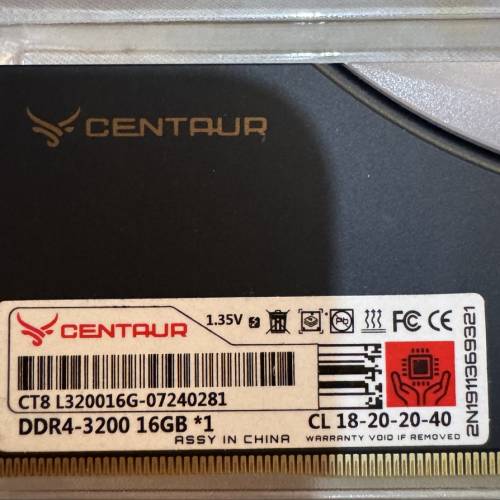 CENTAUR
CENTAUR 1.35V FC CE
CT8 L320016G-07240281
DDR4-3200 16GB *1 CL 18-20-20-40
ASSY IN CHINA WARRANTY VOID IF REMOVED
2N1911369321